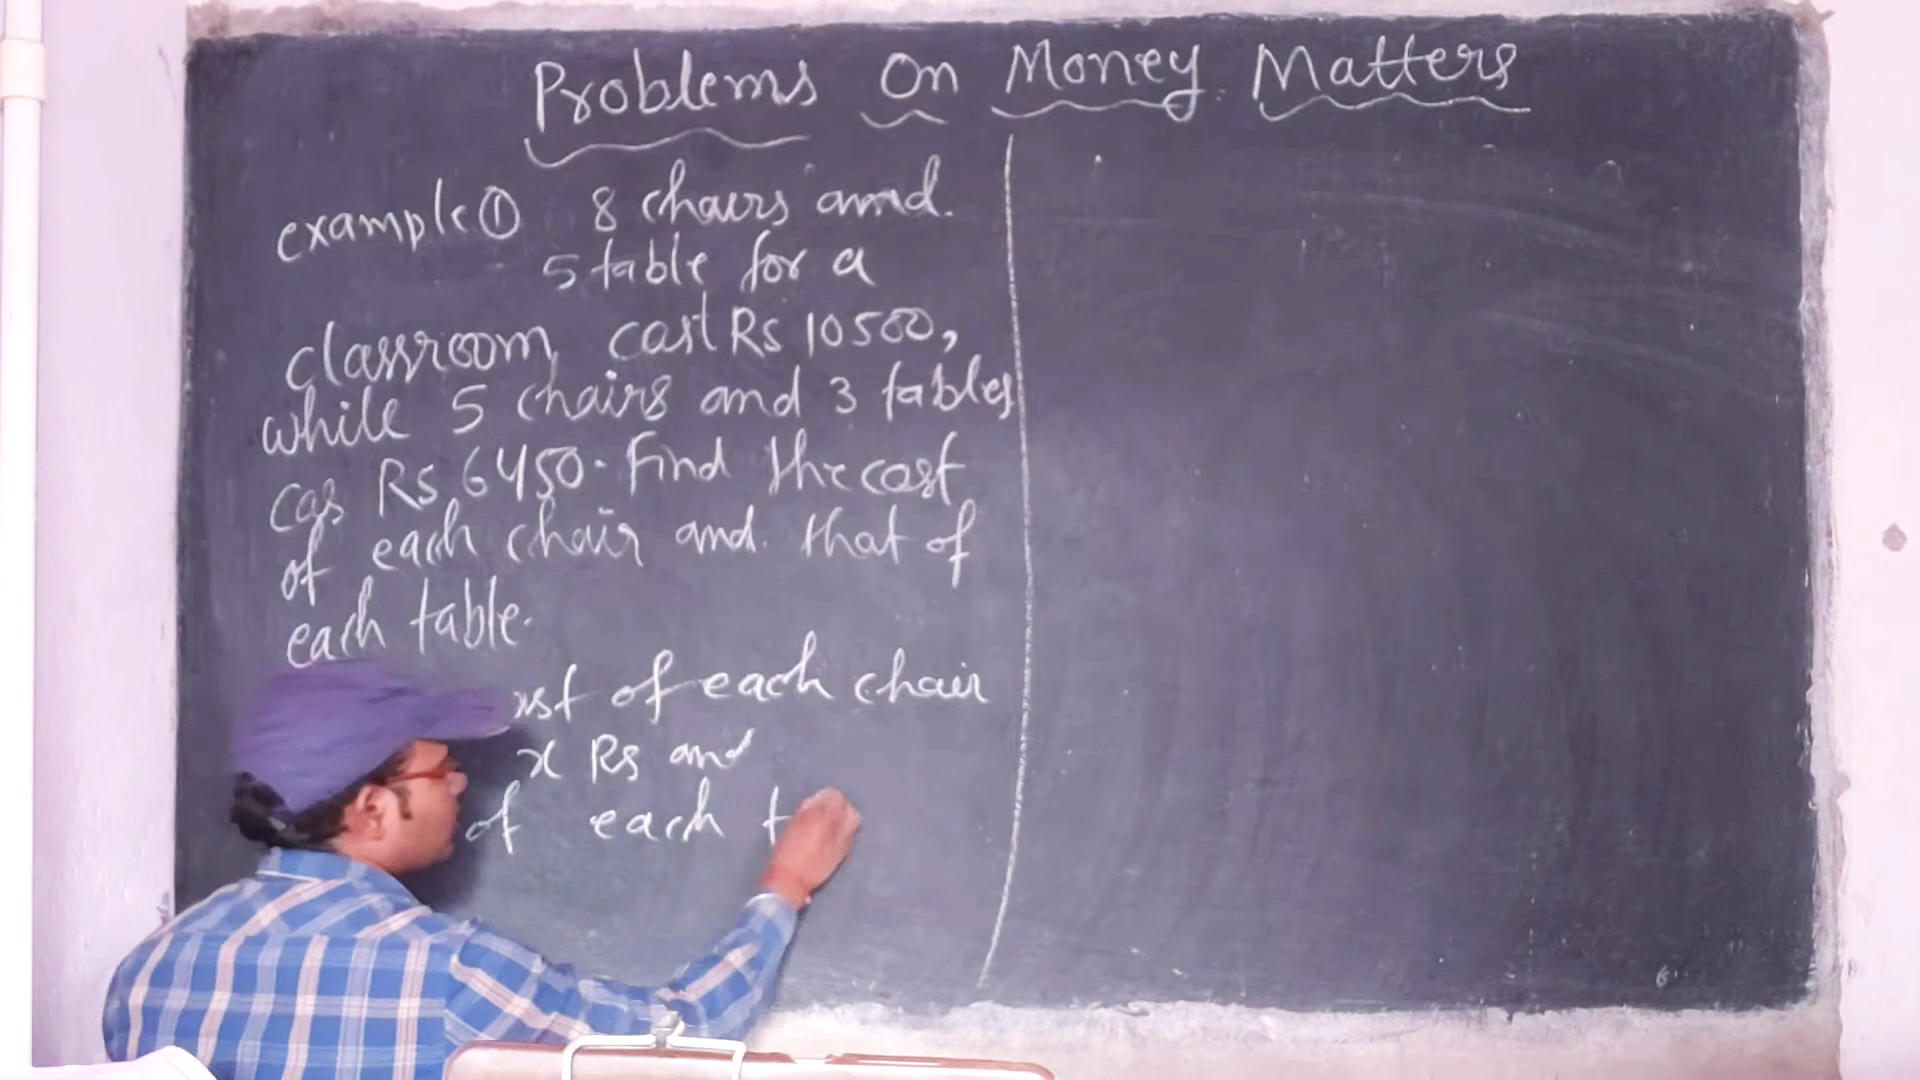 Problems On Money Matters
example ① 8 chairs and.
5 table for a
classroom cost Rs 10500,
while 5 chairs and 3 tables
cos Rs 6450. Find the cost
of each chair and. that of
each table.
ost of each chair
x Rs and
of each t